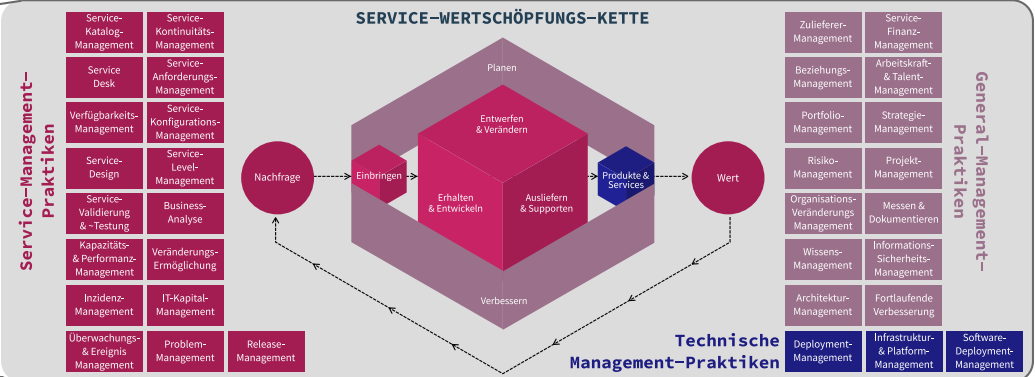 SERVICE-WERTSCHÖPFUNGS-KETTE
Service-Management-
Praktiken
Service-
Katalog-
Management
Service-
Kontinuitäts-
Management
Service
Desk
Service-
Anforderungs-
Management
Verfügbarkeits-
Management
Service-
Konfigurations-
Management
Service-
Design
Service-
Level-
Management
Service-
Validierung
& ~Testung
Business-
Analyse
Kapazitäts-
& Performanz-
Management
Veränderungs-
Ermöglichung
Inzidenz-
Management
IT-Kapital-
Management
Überwachungs-
& Ereignis
Management
Problem-
Management
Release-
Management
Nachfrage
Planen
Einbringen
Entwerfen
& Verändern
Erhalten
& Entwickeln
Ausliefern
& Supporten
Produkte &
Services
Wert
Verbessern
Zulieferer-
Management
Service-
Finanz-
Management
Beziehungs-
Management
Arbeitskraft-
& Talent-
Management
Portfolio-
Management
Strategie-
Management
Risiko-
Management
Projekt-
Management
Organisations-
Veränderungs
Management
Messen &
Dokumentieren
Wissens-
Management
Informations-
Sicherheits-
Management
Architektur-
Management
Fortlaufende
Verbesserung
General-Management-
Praktiken
Technische
Management-Praktiken
Deployment-
Management
Infrastruktur-
& Platform-
Management
Software-
Deployment-
Management